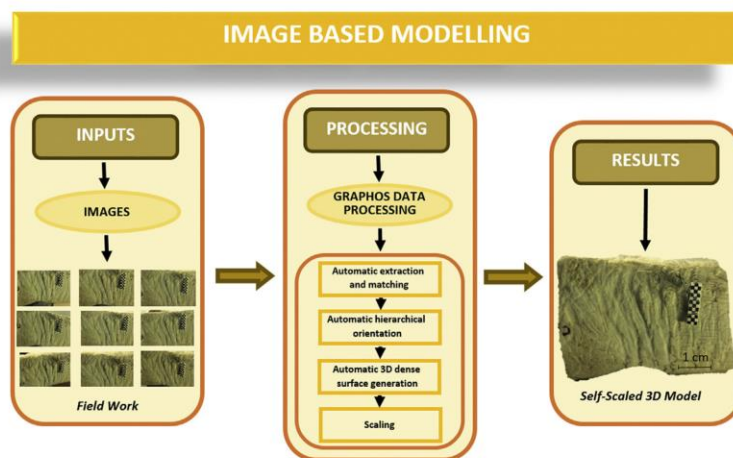 IMAGE BASED MODELLING
INPUTS
IMAGES
Field Work
PROCESSING
GRAPHOS DATA
PROCESSING
Automatic extraction
and matching
Automatic hierarchical
orientation
Automatic 3D dense
surface generation
Scaling
RESULTS
1 cm
Self-Scaled 3D Model